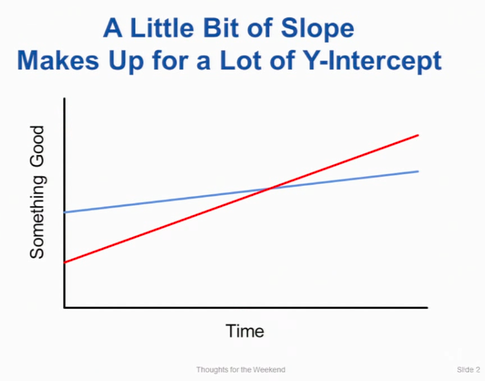 A Little Bit of Slope
Makes Up for a Lot of Y-Intercept
Something Good
Time
Thoughts for the Weekend
Slide 2